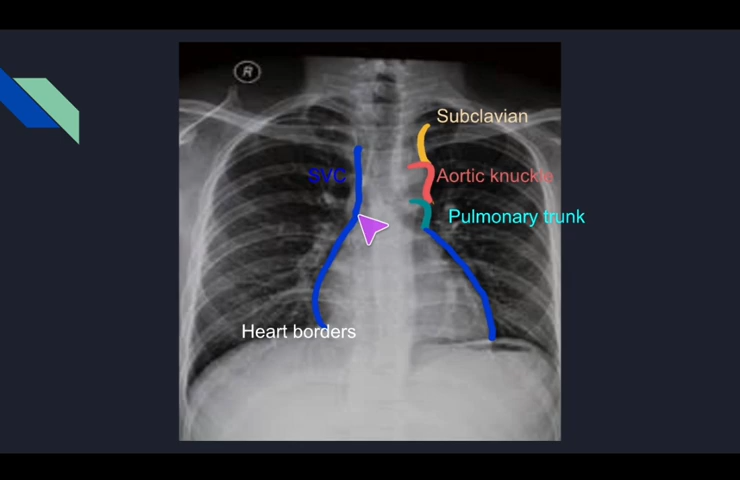 R
Subclavian
SVC
Aortic knuckle
Pulmonary trunk
Heart borders